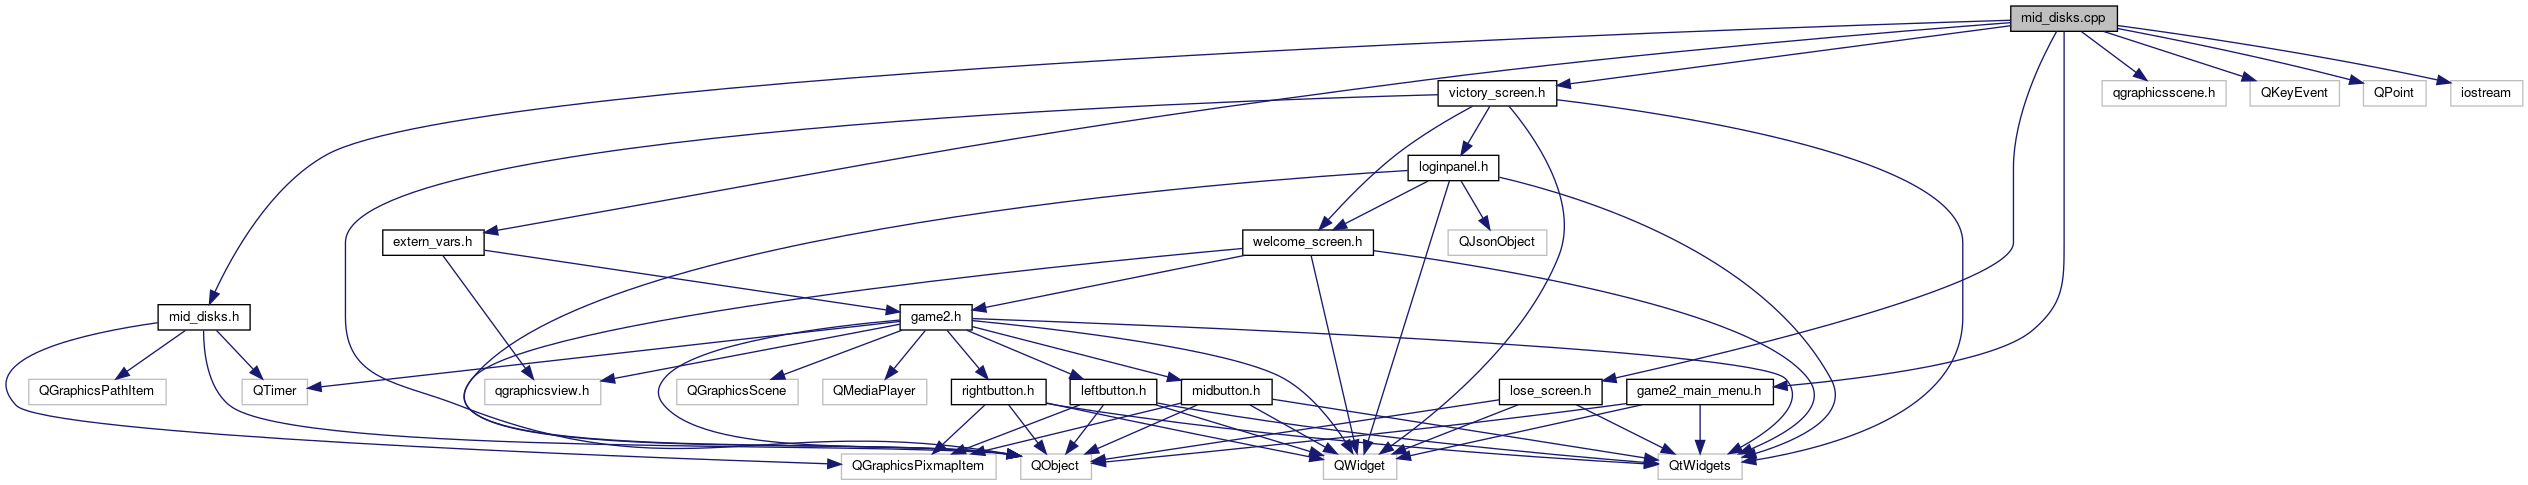 mid_disks.cpp
victory_screen.h
qgraphicsscene.h
QKeyEvent
QPoint
iostream
loginpanel.h
extern_vars.h
welcome_screen.h
QJsonObject
mid_disks.h
game2.h
QGraphicsPathItem
QTimer
qgraphicsview.h
QGraphicsScene
QMediaPlayer
rightbutton.h
leftbutton.h
midbutton.h
lose_screen.h
game2_main_menu.h
QGraphicsPixmapItem
QObject
QWidget
QtWidgets